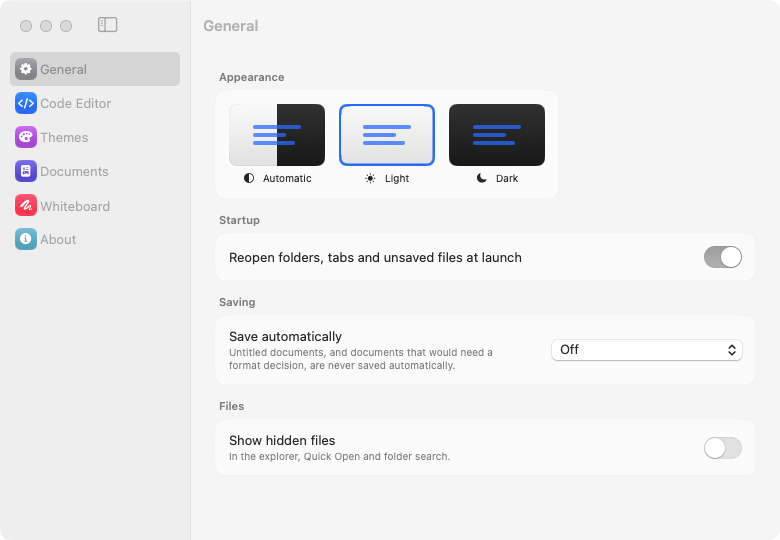 General
General
Code Editor
Themes
Documents
Whiteboard
About
Appearance
Automatic
Light
Dark
Startup
Reopen folders, tabs and unsaved files at launch
Saving
Save automatically
Untitled documents, and documents that would need a
format decision, are never saved automatically.
Off
Files
Show hidden files
In the explorer, Quick Open and folder search.